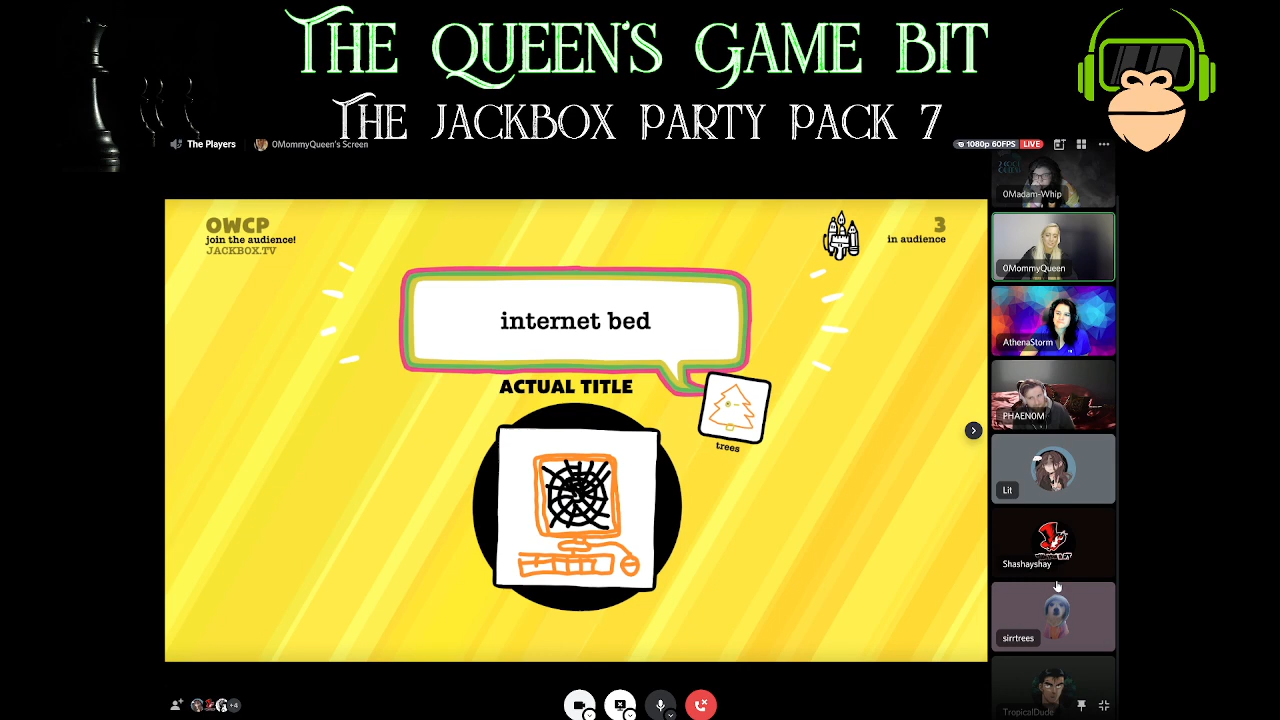 THE QUEEN'S GAME BIT
THE JACKBOX PARTY PACK 7
The Players
0MommyQueen's Screen
1080p 60FPS
LIVE
0Madam-Whip
OWCP
join the audience!
JACKBOX.TV
3
in audience
0MommyQueen
internet bed
AthenaStorm
ACTUAL TITLE
PHAEN0M
trees
Lit
Shashayshay
sirrtrees
+4
TropicalDude